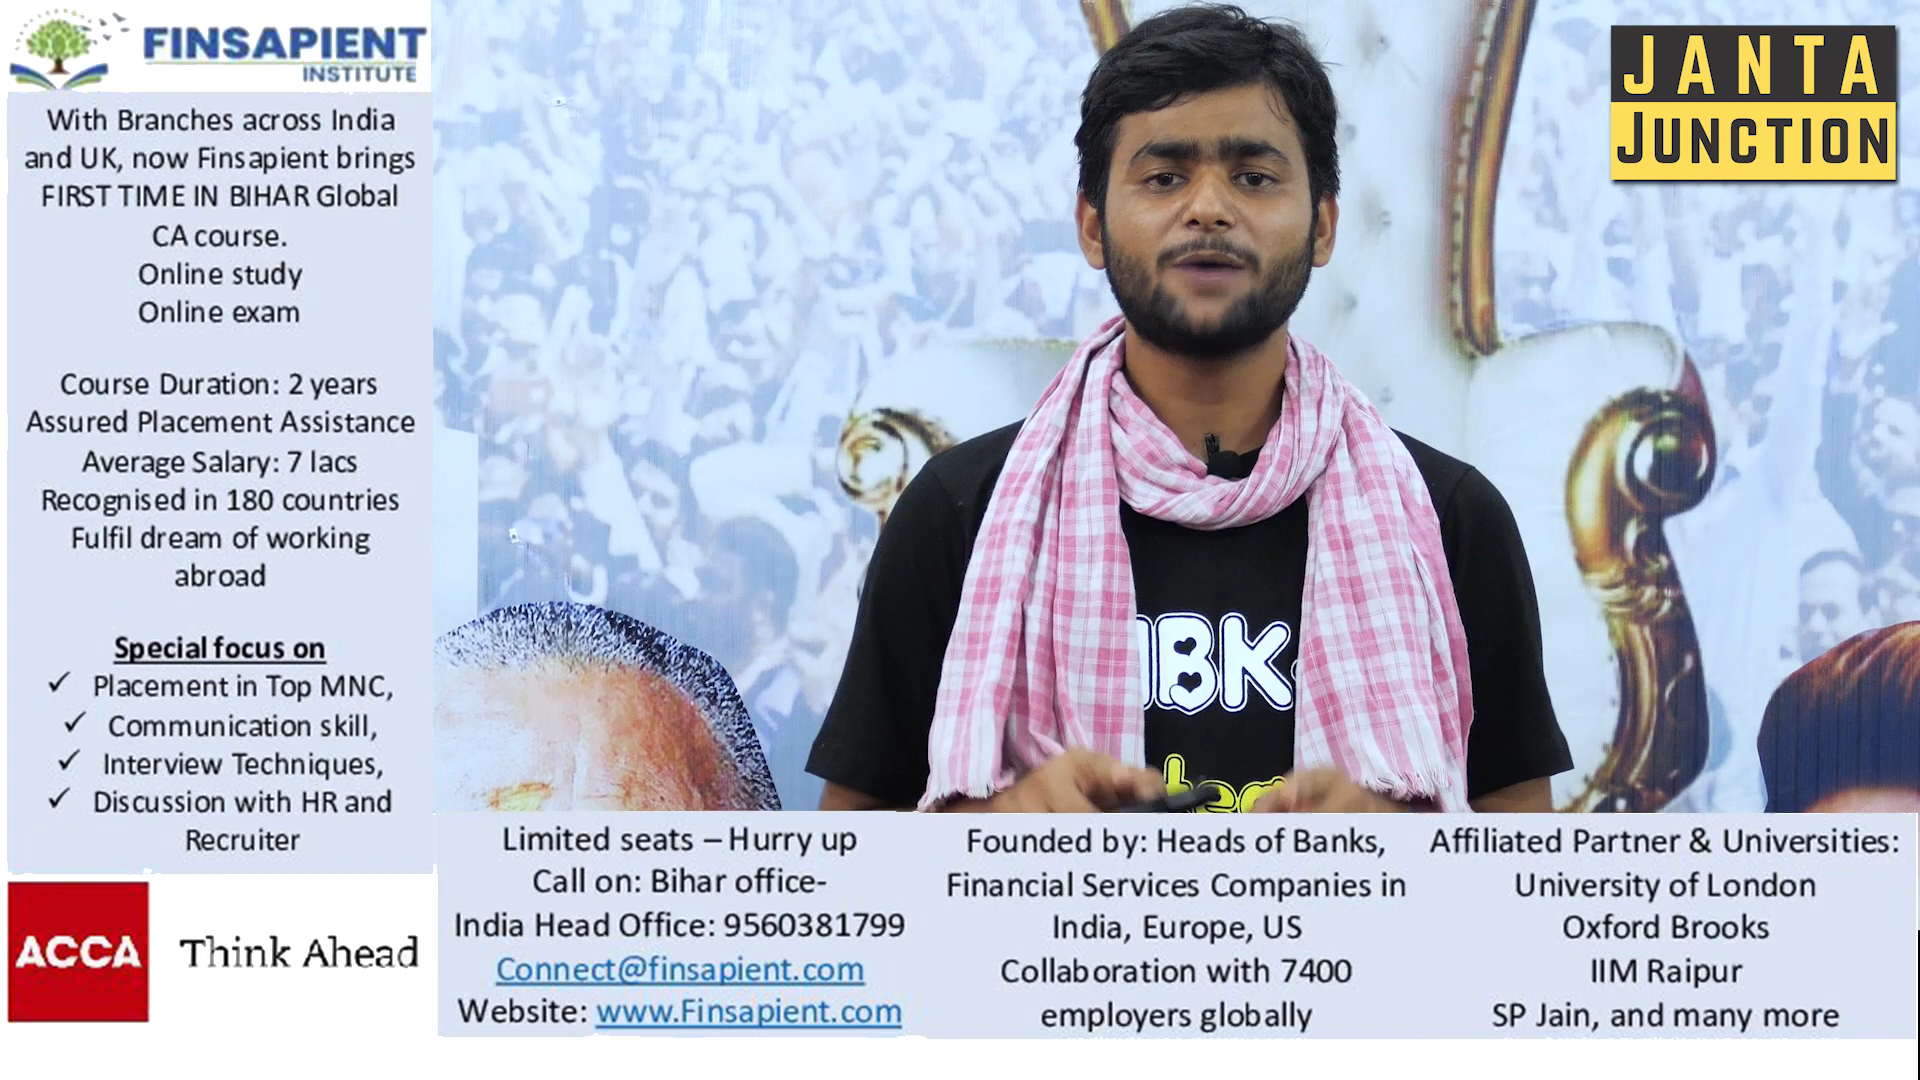 FINSAPIENT
INSTITUTE
With Branches across India
and UK, now Finsapient brings
FIRST TIME IN BIHAR Global
CA course.
Online study
Online exam
Course Duration: 2 years
Assured Placement Assistance
Average Salary: 7 lacs
Recognised in 180 countries
Fulfil dream of working
abroad
Special focus on
✓ Placement in Top MNC,
✓ Communication skill,
✓ Interview Techniques,
✓ Discussion with HR and
Recruiter
ACCA
Think Ahead
JANTA
JUNCTION
BK
Limited seats – Hurry up
Call on: Bihar office-
India Head Office: 9560381799
Connect@finsapient.com
Website: www.Finsapient.com
Founded by: Heads of Banks,
Financial Services Companies in
India, Europe, US
Collaboration with 7400
employers globally
Affiliated Partner & Universities:
University of London
Oxford Brooks
IIM Raipur
SP Jain, and many more